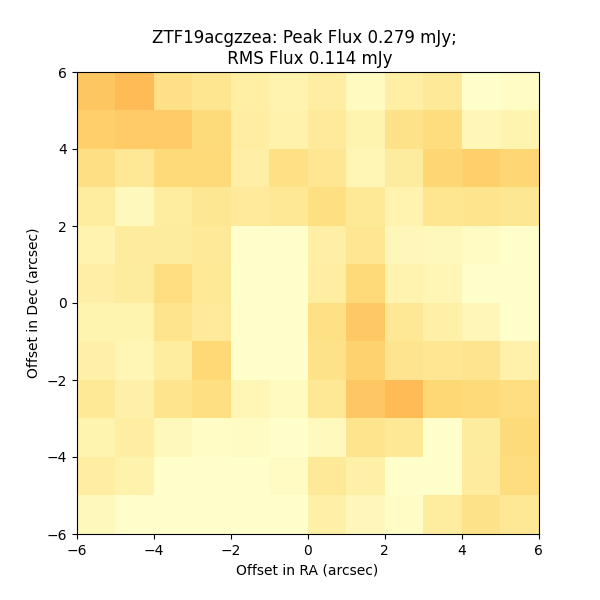 ZTF19acgzzea: Peak Flux 0.279 mJy;
RMS Flux 0.114 mJy
6
4
2
0
−2
−4
−6
Offset in Dec (arcsec)
−6 −4 −2 0 2 4 6
Offset in RA (arcsec)